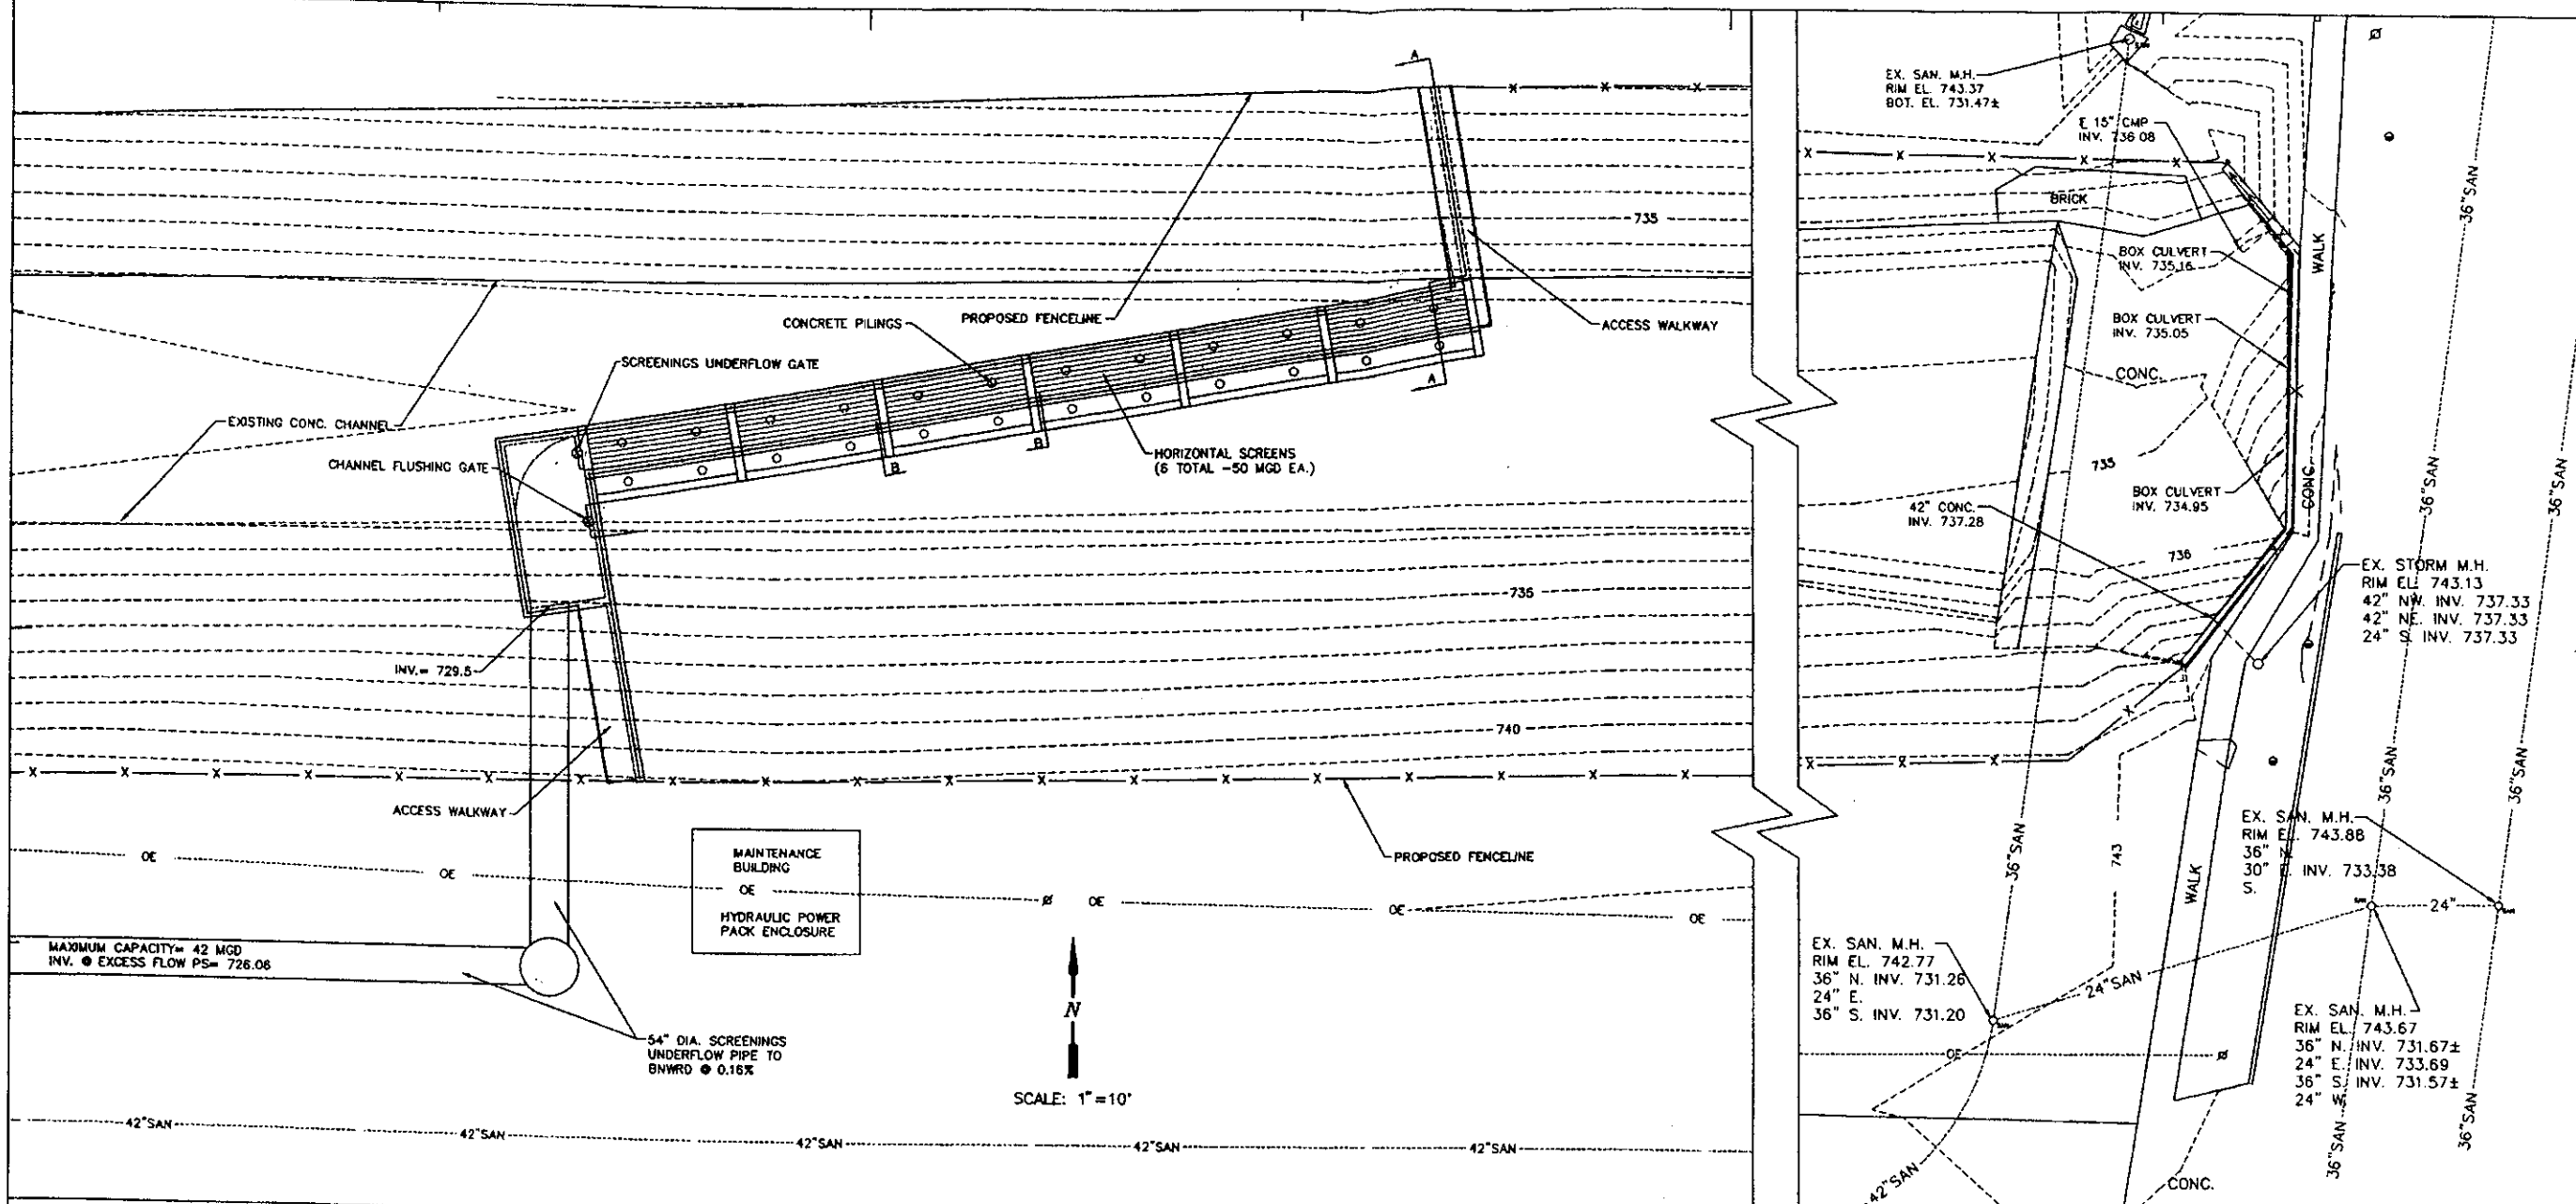 A
EX. SAN. M.H.
RIM EL. 743.37
BOT. EL. 731.47±
E 15" CMP
INV. 736 08
36"SAN
BRICK
735
WALK
BOX CULVERT
INV. 735.16
CONCRETE PILINGS
PROPOSED FENCELINE
ACCESS WALKWAY
BOX CULVERT
INV. 735.05
SCREENINGS UNDERFLOW GATE
A
CONC.
EXISTING CONC. CHANNEL
B
HORIZONTAL SCREENS
(6 TOTAL -50 MGD EA.)
CHANNEL FLUSHING GATE
B
735
BOX CULVERT
INV. 734.95
CONC.
36"SAN
36"SAN
42" CONC.
INV. 737.28
736
EX. STORM M.H.
RIM EL. 743.13
42" NW. INV. 737.33
42" NE. INV. 737.33
24" S. INV. 737.33
735
INV.= 729.5
740
X X X X X
ACCESS WALKWAY
36"SAN
36"SAN
MAINTENANCE
BUILDING
OE
HYDRAULIC POWER
PACK ENCLOSURE
PROPOSED FENCELINE
36"SAN
743
WALK
EX. SAN. M.H.
RIM EL. 743.88
36" N.
30" INV. 733.38
S.
OE
OE
OE
OE
OE
24"
MAXIMUM CAPACITY= 42 MGD
INV. @ EXCESS FLOW PS= 726.06
EX. SAN. M.H.
RIM EL. 742.77
36" N. INV. 731.26
24" E.
36" S. INV. 731.20
24"SAN
N
54" DIA. SCREENINGS
UNDERFLOW PIPE TO
BNWRD @ 0.16%
OE
EX. SAN. M.H.
RIM EL. 743.67
36" N. INV. 731.67±
24" E. INV. 733.69
36" S. INV. 731.57±
24" W.
SCALE: 1"=10'
42"SAN
42"SAN
42"SAN
42"SAN
42"SAN
42"SAN
36"SAN
36"SAN
CONC.